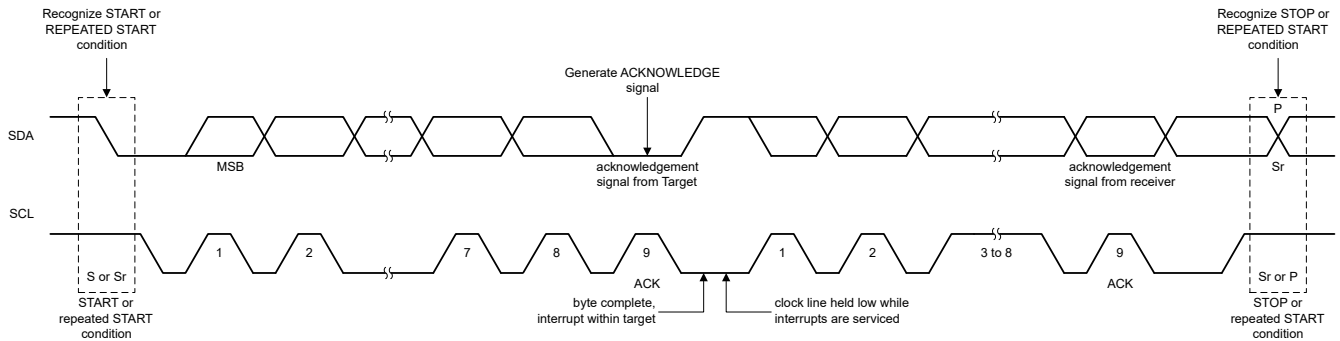 Recognize START or
REPEATED START
condition
Recognize STOP or
REPEATED START
condition
Generate ACKNOWLEDGE
signal
P
SDA
MSB
acknowledgement
signal from Target
acknowledgement
signal from receiver
Sr
SCL
1
2
7
8
9
1
2
3 to 8
9
S or Sr
ACK
ACK
Sr or P
START or
repeated START
condition
byte complete,
interrupt within target
clock line held low while
interrupts are serviced
STOP or
repeated START
condition